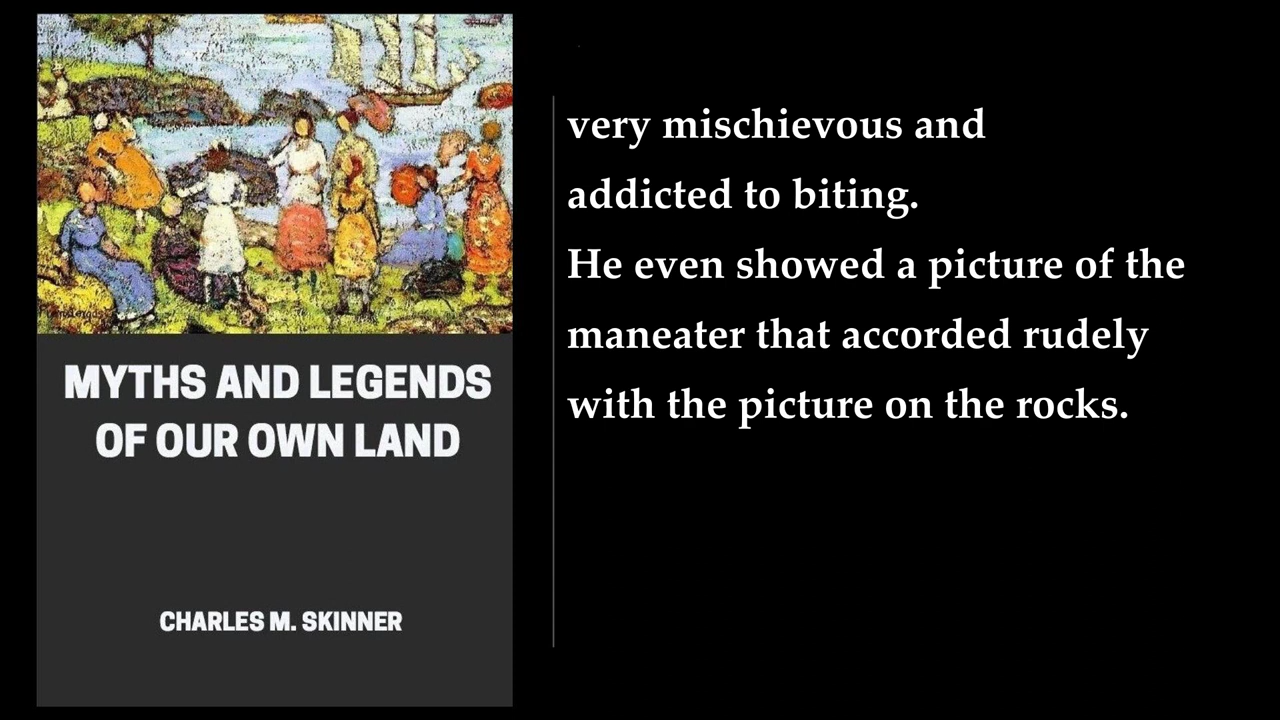 MYTHS AND LEGENDS
OF OUR OWN LAND
CHARLES M. SKINNER
very mischievous and
addicted to biting.
He even showed a picture of the
maneater that accorded rudely
with the picture on the rocks.